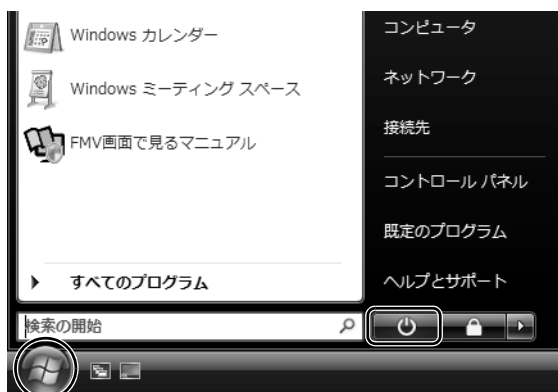 Windows カレンダー
Windows ミーティング スペース
FMV画面で見るマニュアル
すべてのプログラム
検索の開始
コンピュータ
ネットワーク
接続先
コントロール パネル
既定のプログラム
ヘルプとサポート